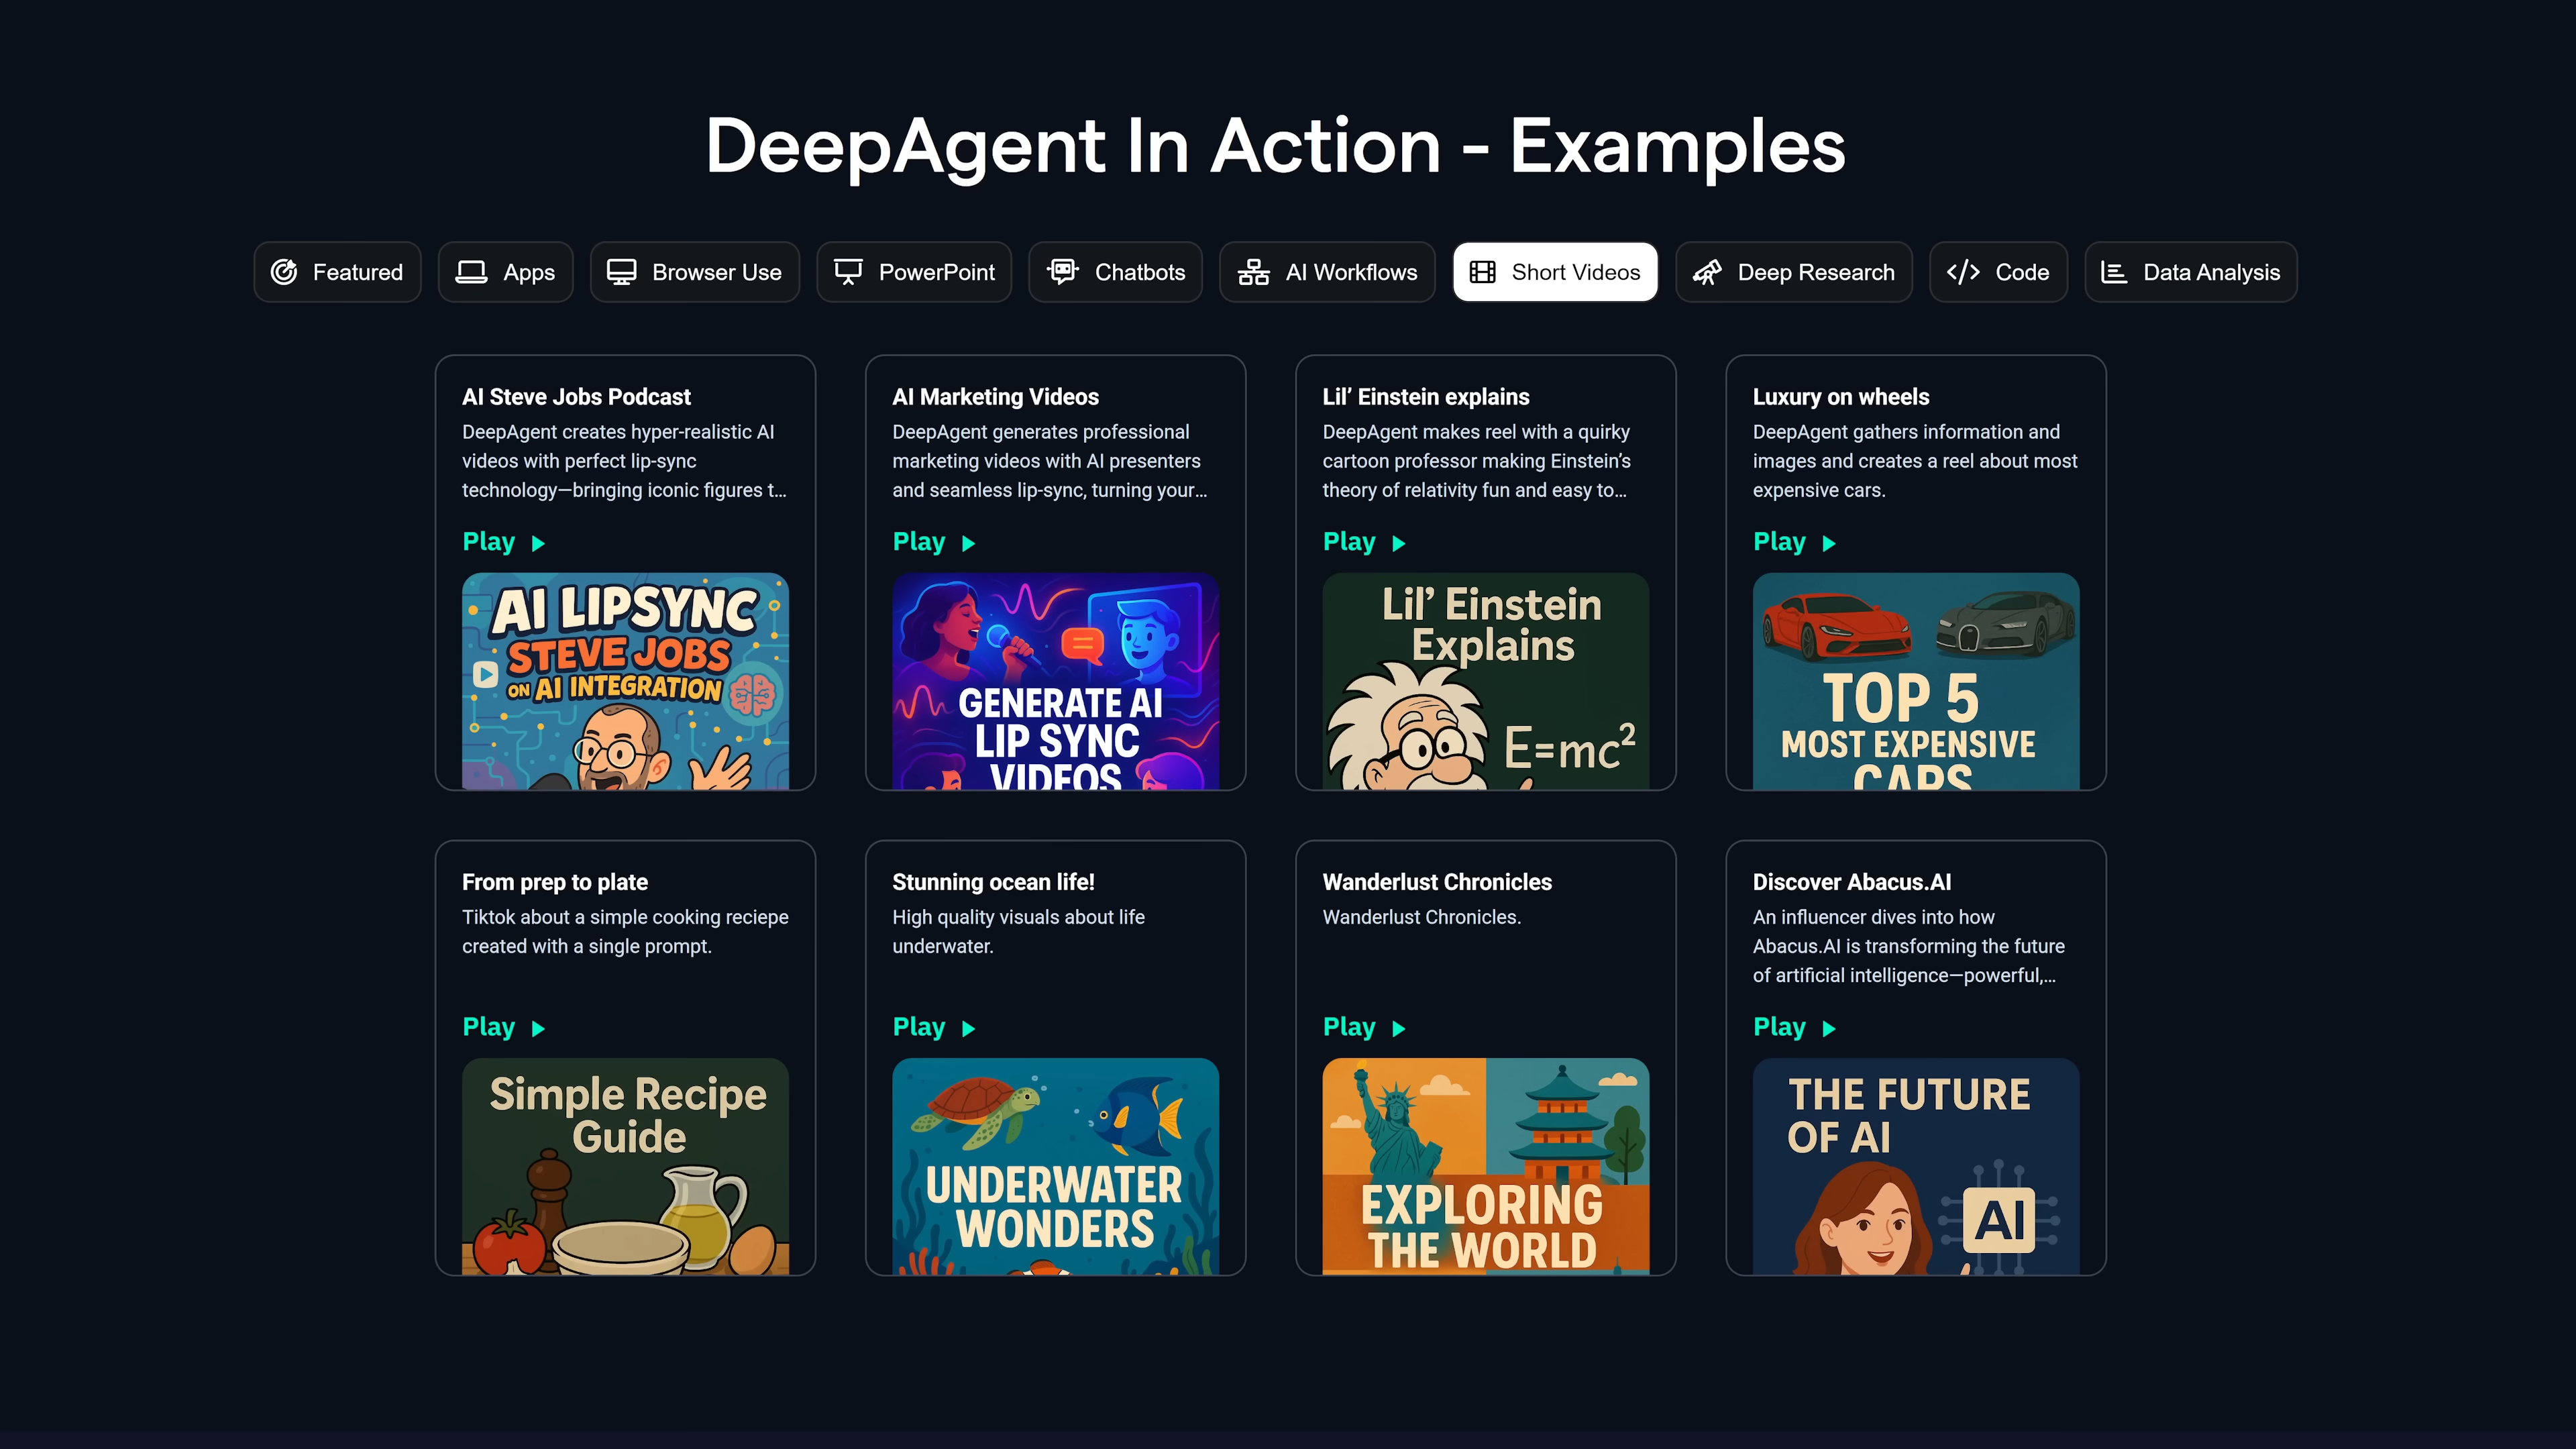 DeepAgent In Action - Examples
Featured
Apps
Browser Use
PowerPoint
Chatbots
AI Workflows
Short Videos
Deep Research
Code
Data Analysis
AI Steve Jobs Podcast
DeepAgent creates hyper-realistic AI
videos with perfect lip-sync
technology—bringing iconic figures t...
Play
AI LIPSYNC
STEVE JOBS
ON AI INTEGRATION
AI Marketing Videos
DeepAgent generates professional
marketing videos with AI presenters
and seamless lip-sync, turning your...
Play
GENERATE AI
LIP SYNC
VIDEOS
Lil’ Einstein explains
DeepAgent makes reel with a quirky
cartoon professor making Einstein’s
theory of relativity fun and easy to...
Play
Lil’ Einstein
Explains
E=mc²
Luxury on wheels
DeepAgent gathers information and
images and creates a reel about most
expensive cars.
Play
TOP 5
MOST EXPENSIVE
CARS
From prep to plate
Tiktok about a simple cooking reciepe
created with a single prompt.
Play
Simple Recipe
Guide
Stunning ocean life!
High quality visuals about life
underwater.
Play
UNDERWATER
WONDERS
Wanderlust Chronicles
Wanderlust Chronicles.
Play
EXPLORING
THE WORLD
Discover Abacus.AI
An influencer dives into how
Abacus.AI is transforming the future
of artificial intelligence—powerful,...
Play
THE FUTURE
OF AI
AI